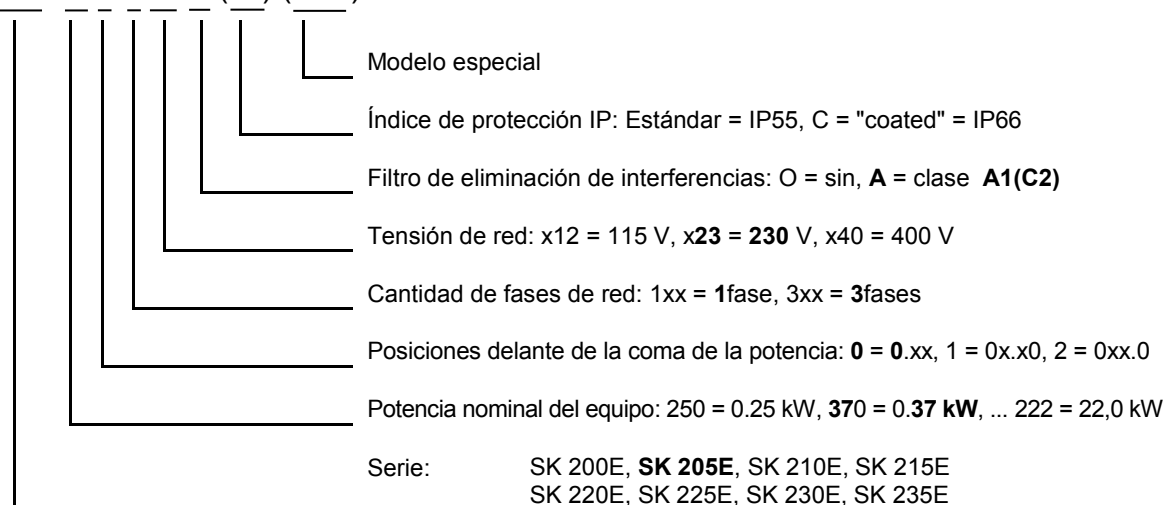 Modelo especial
Índice de protección IP: Estándar = IP55, C = "coated" = IP66
Filtro de eliminación de interferencias: O = sin, A = clase A1(C2)
Tensión de red: x12 = 115 V, x23 = 230 V, x40 = 400 V
Cantidad de fases de red: 1xx = 1fase, 3xx = 3fases
Posiciones delante de la coma de la potencia: 0 = 0.xx, 1 = 0x.x0, 2 = 0xx.0
Potencia nominal del equipo: 250 = 0.25 kW, 370 = 0.37 kW, ... 222 = 22,0 kW
Serie: SK 200E, SK 205E, SK 210E, SK 215E
SK 220E, SK 225E, SK 230E, SK 235E